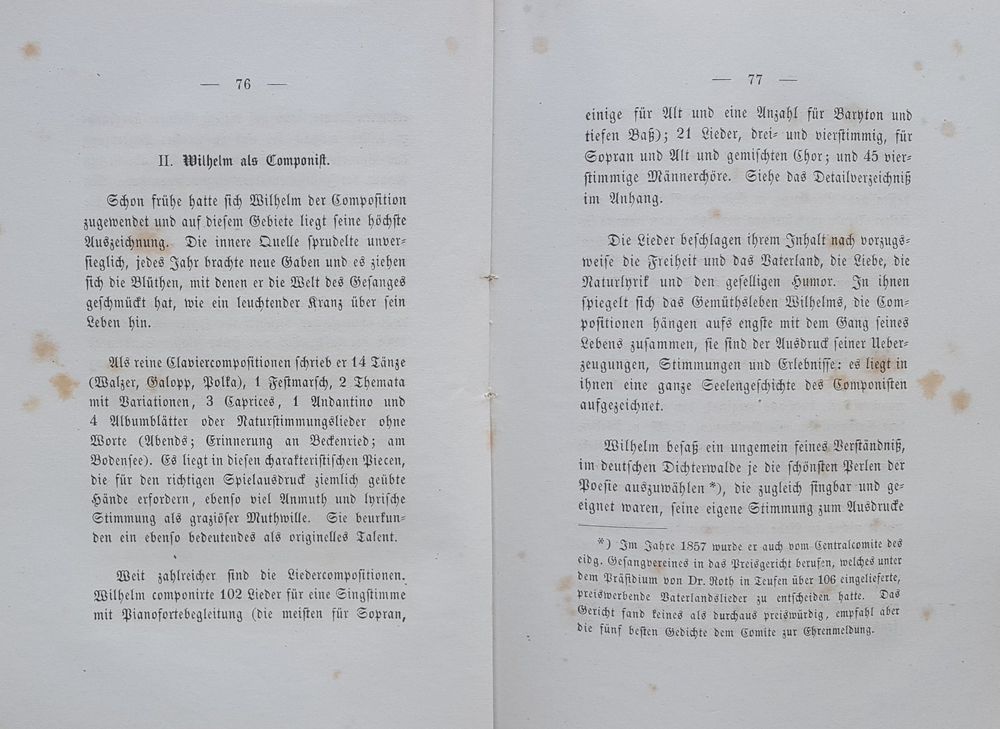 — 76 —
II. Wilhelm als Componist.
Schon frühe hatte sich Wilhelm der Composition
zugewendet und auf diesem Gebiete liegt seine höchste
Auszeichnung. Die innere Quelle sprudelte unver-
sieglich, jedes Jahr brachte neue Gaben und es ziehen
sich die Blüthen, mit denen er die Welt des Gesanges
geschmückt hat, wie ein leuchtender Kranz über sein
Leben hin.
Als reine Claviercompositionen schrieb er 14 Tänze
(Walzer, Galopp, Polka), 1 Festmarsch, 2 Themata
mit Variationen, 3 Caprices, 1 Andantino und
4 Albumblätter oder Naturstimmungslieder ohne
Worte (Abends; Erinnerung an Beckenried; am
Bodensee). Es liegt in diesen charakteristischen Piecen,
die für den richtigen Spielausdruck ziemlich geübte
Hände erfordern, ebenso viel Anmuth und lyrische
Stimmung als graziöser Muthwille. Sie beurkun-
den ein ebenso bedeutendes als originelles Talent.
Weit zahlreicher sind die Liedercompositionen.
Wilhelm componirte 102 Lieder für eine Singstimme
mit Pianofortebegleitung (die meisten für Sopran,
— 77 —
einige für Alt und eine Anzahl für Baryton und
tiefen Baß); 21 Lieder, drei- und vierstimmig, für
Sopran und Alt und gemischten Chor; und 45 vier-
stimmige Männerchöre. Siehe das Detailverzeichniß
im Anhang.
Die Lieder beschlagen ihrem Inhalt nach vorzugs-
weise die Freiheit und das Vaterland, die Liebe, die
Naturlyrik und den geselligen Humor. In ihnen
spiegelt sich das Gemüthsleben Wilhelms, die Com-
positionen hängen aufs engste mit dem Gang seines
Lebens zusammen, sie sind der Ausdruck seiner Ueber-
zeugungen, Stimmungen und Erlebnisse: es liegt in
ihnen eine ganze Seelengeschichte des Componisten
aufgezeichnet.
Wilhelm besaß ein ungemein feines Verständniß,
im deutschen Dichterwalde je die schönsten Perlen der
Poesie auszuwählen *), die zugleich singbar und ge-
eignet waren, seine eigene Stimmung zum Ausdrucke
*) Im Jahre 1857 wurde er auch vom Centralcomite des
eidg. Gesangvereines in das Preisgericht berufen, welches unter
dem Präsidium von Dr. Roth in Teufen über 106 eingelieferte,
preiswerbende Vaterlandslieder zu entscheiden hatte. Das
Gericht fand keines als durchaus preiswürdig, empfahl aber
die fünf besten Gedichte dem Comite zur Ehrenmeldung.